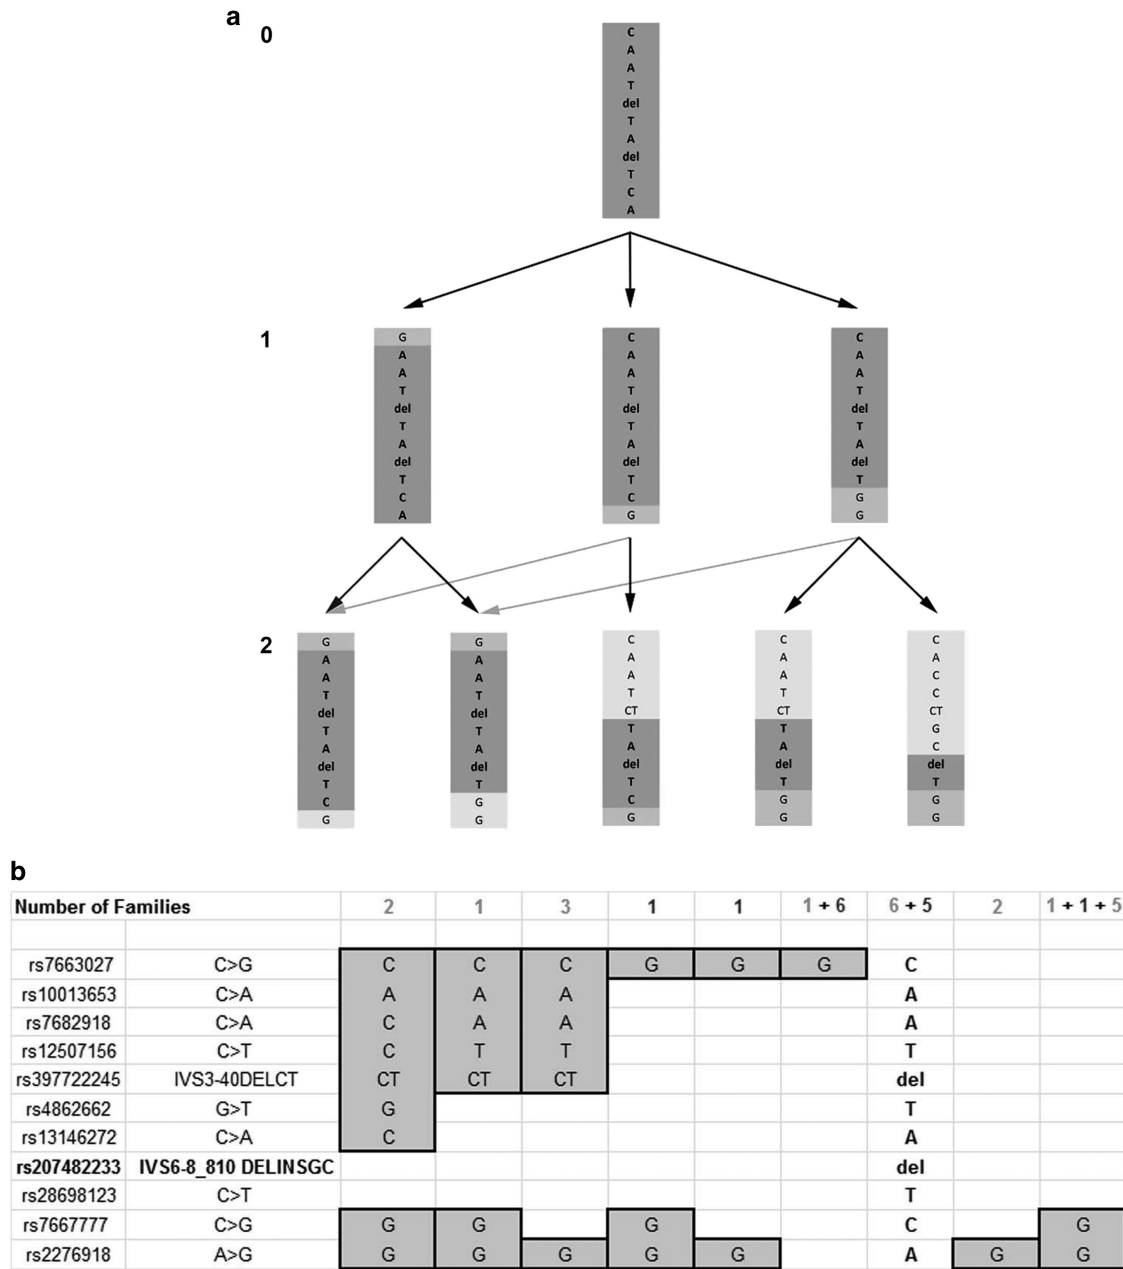 a
0
C
A
A
T
del
T
A
del
T
C
A
1
G
A
A
T
del
T
A
del
T
C
A
C
A
A
T
del
T
A
del
T
C
G
C
A
A
T
del
T
A
del
T
G
G
2
G
A
A
T
del
T
A
del
T
C
G
G
A
A
T
del
T
A
del
T
G
G
C
A
A
T
CT
T
A
del
T
C
G
C
A
A
T
CT
T
A
del
T
G
G
C
A
C
C
CT
G
C
del
T
G
G
b
Number of Families 2 1 3 1 1 1 + 6 6 + 5 2 1 + 1 + 5
rs7663027 C>G C C C G G G C
rs10013653 C>A A A A A
rs7682918 C>A C A A A
rs12507156 C>T C T T T
rs397722245 IVS3-40DELCT CT CT CT del
rs4862662 G>T G T
rs13146272 C>A C A
rs207482233 IVS6-8_810 DELINSGC del
rs28698123 C>T T
rs7667777 C>G G G G C G
rs2276918 A>G G G G G G A G G